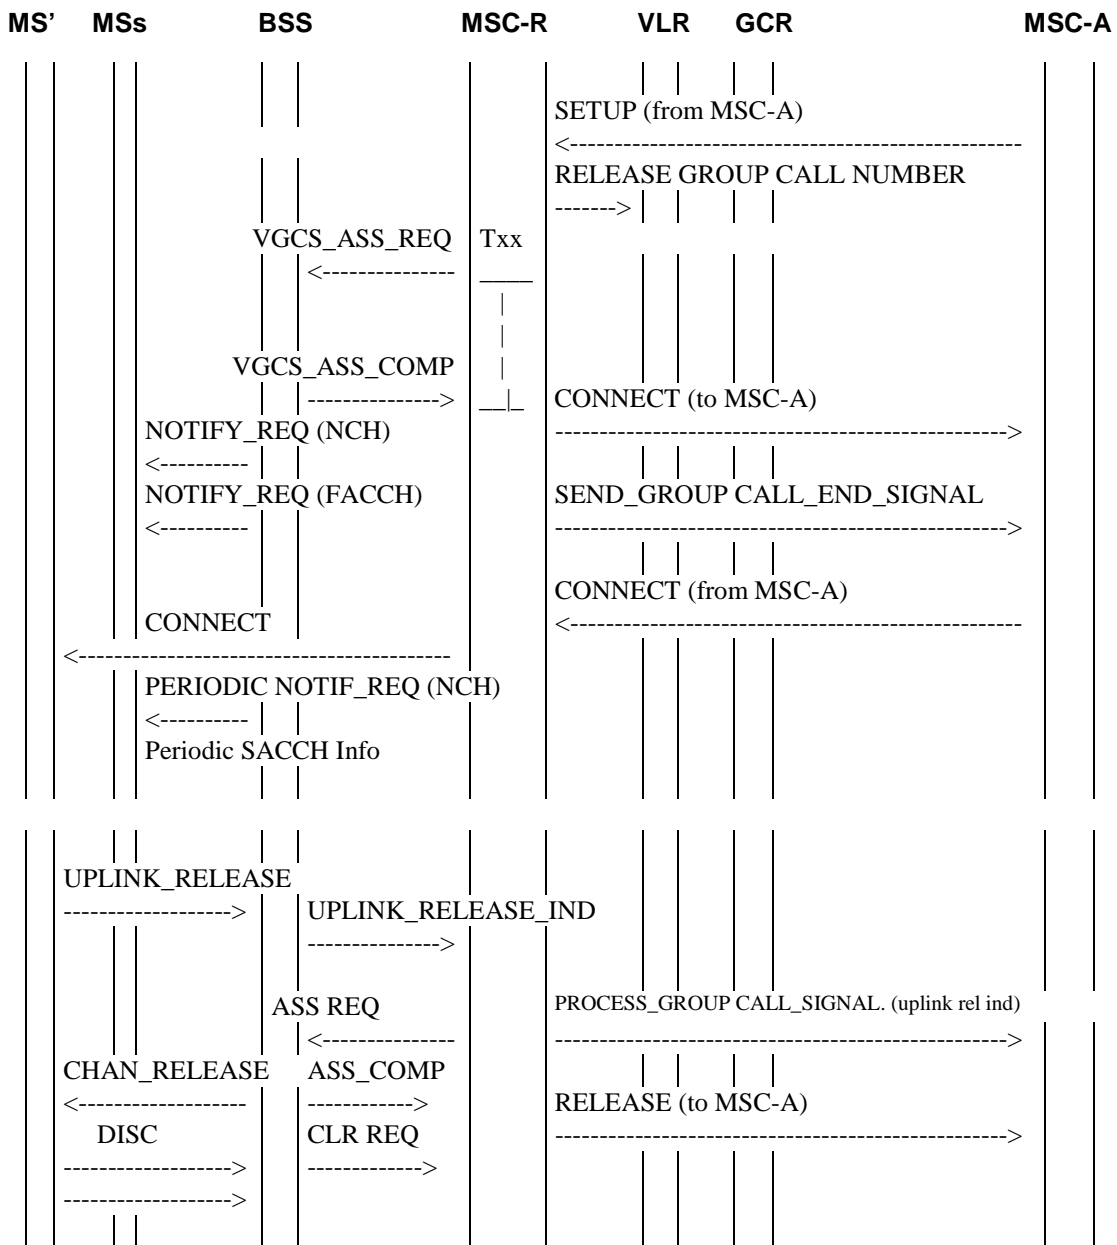 MS’ MSs BSS MSC-R VLR GCR MSC-A
SETUP (from MSC-A)
RELEASE GROUP CALL NUMBER
VGCS_ASS_REQ Txx
VGCS_ASS_COMP
CONNECT (to MSC-A)
NOTIFY_REQ (NCH)
NOTIFY_REQ (FACCH) SEND_GROUP CALL_END_SIGNAL
CONNECT (from MSC-A)
CONNECT
PERIODIC NOTIF_REQ (NCH)
Periodic SACCH Info
UPLINK_RELEASE
UPLINK_RELEASE_IND
ASS REQ PROCESS_GROUP CALL_SIGNAL. (uplink rel ind)
CHAN_RELEASE ASS_COMP
RELEASE (to MSC-A)
DISC CLR REQ